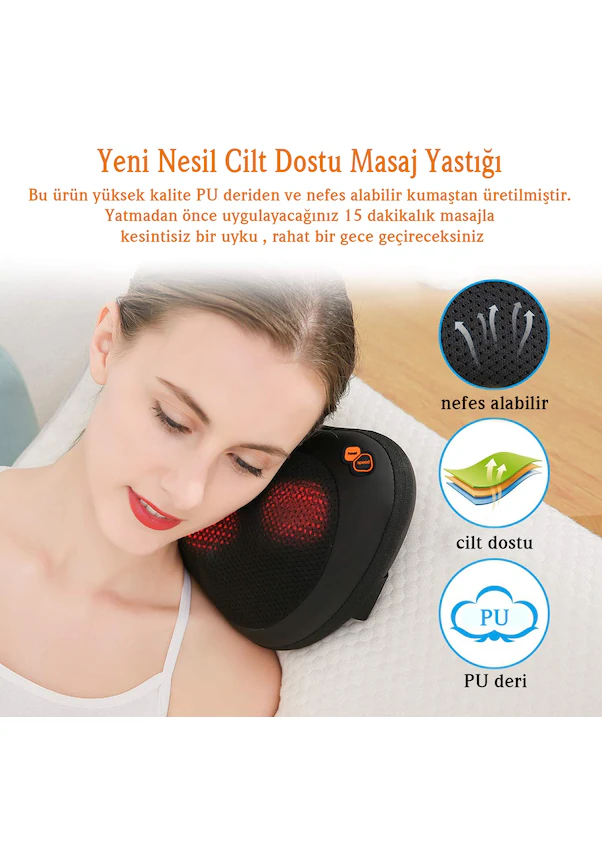 Yeni Nesil Cilt Dostu Masaj Yastığı
Bu ürün yüksek kalite PU deriden ve nefes alabilir kumaştan üretilmiştir.
Yatmadan önce uygulayacağınız 15 dakikalık masajla
kesintisiz bir uyku , rahat bir gece geçireceksiniz
nefes alabilir
speed
cilt dostu
PU
PU deri